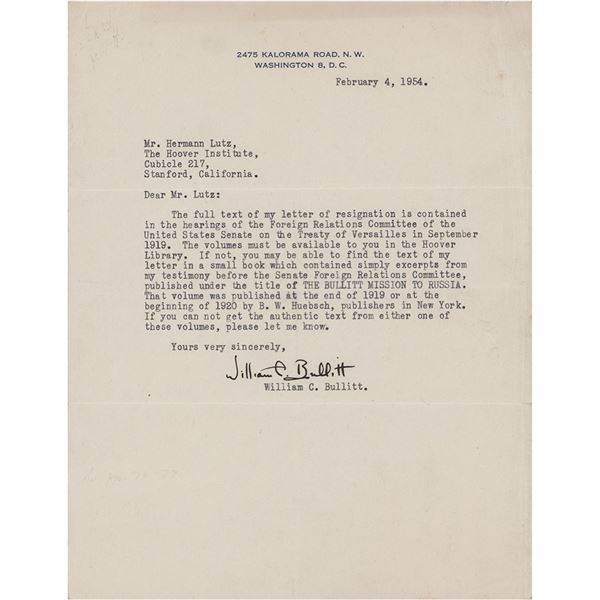 2475 KALORAMA ROAD, N. W.
WASHINGTON 8, D. C.
February 4, 1954.
Mr. Hermann Lutz,
The Hoover Institute,
Cubicle 217,
Stanford, California.
Dear Mr. Lutz:
The full text of my letter of resignation is contained
in the hearings of the Foreign Relations Committee of the
United States Senate on the Treaty of Versailles in September
1919. The volumes must be available to you in the Hoover
Library. If not, you may be able to find the text of my
letter in a small book which contained simply excerpts from
my testimony before the Senate Foreign Relations Committee,
published under the title of THE BULLITT MISSION TO RUSSIA.
That volume was published at the end of 1919 or at the
beginning of 1920 by B. W. Huebsch, publishers in New York.
If you can not get the authentic text from either one of
these volumes, please let me know.
Yours very sincerely,
William C. Bullitt
William C. Bullitt.